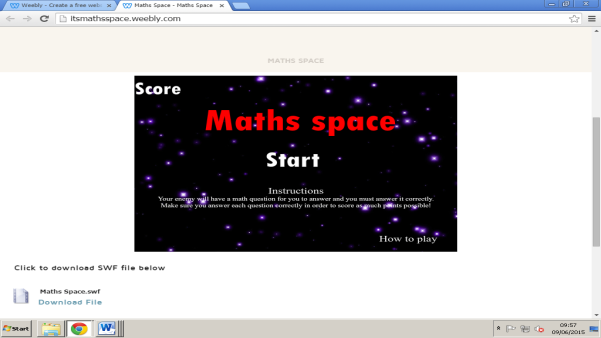 Weebly - Create a free webs
Maths Space - Maths Space
itsmathsspace.weebly.com
MATHS SPACE
Score
Maths space
Start
Instructions
Your enemy will have a math question for you to answer and you must answer it correctly.
Make sure you answer each question correctly in order to score as much points possible!
How to play
Click to download SWF file below
Maths Space.swf
Download File
Start
09:57
09/06/2015